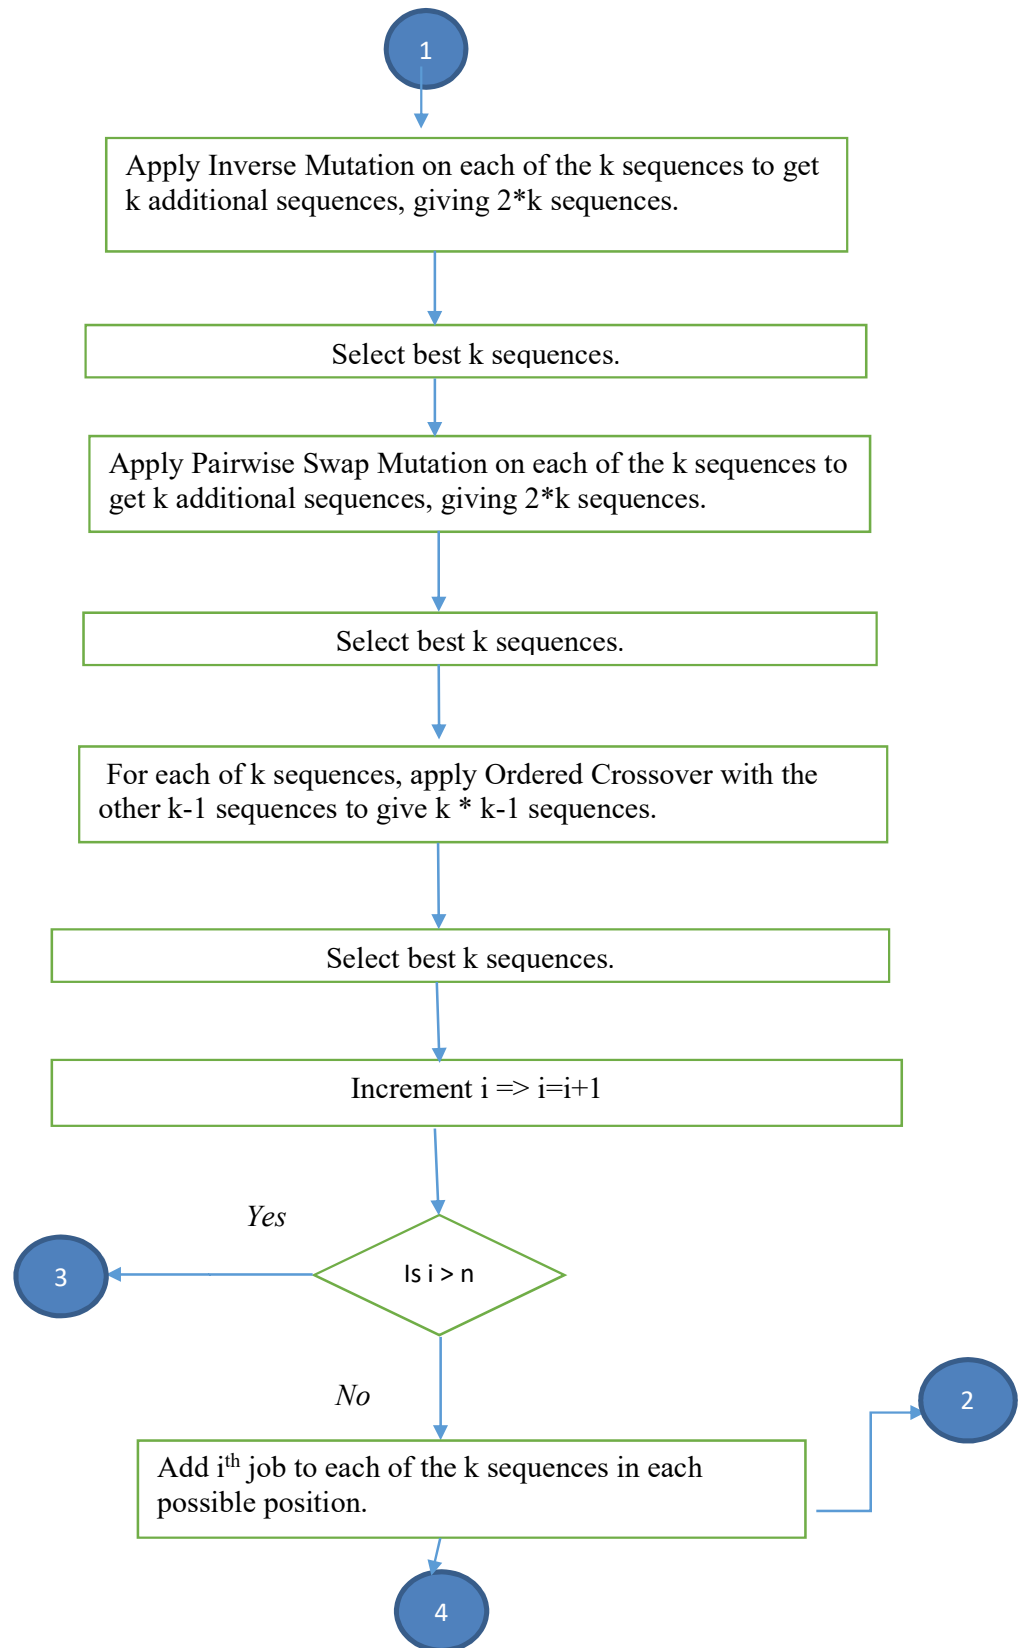 1
Apply Inverse Mutation on each of the k sequences to get
k additional sequences, giving 2*k sequences.
Select best k sequences.
Apply Pairwise Swap Mutation on each of the k sequences to
get k additional sequences, giving 2*k sequences.
Select best k sequences.
For each of k sequences, apply Ordered Crossover with the
other k-1 sequences to give k * k-1 sequences.
Select best k sequences.
Increment i => i=i+1
Yes
3
Is i > n
No
2
Add ith job to each of the k sequences in each
possible position.
4